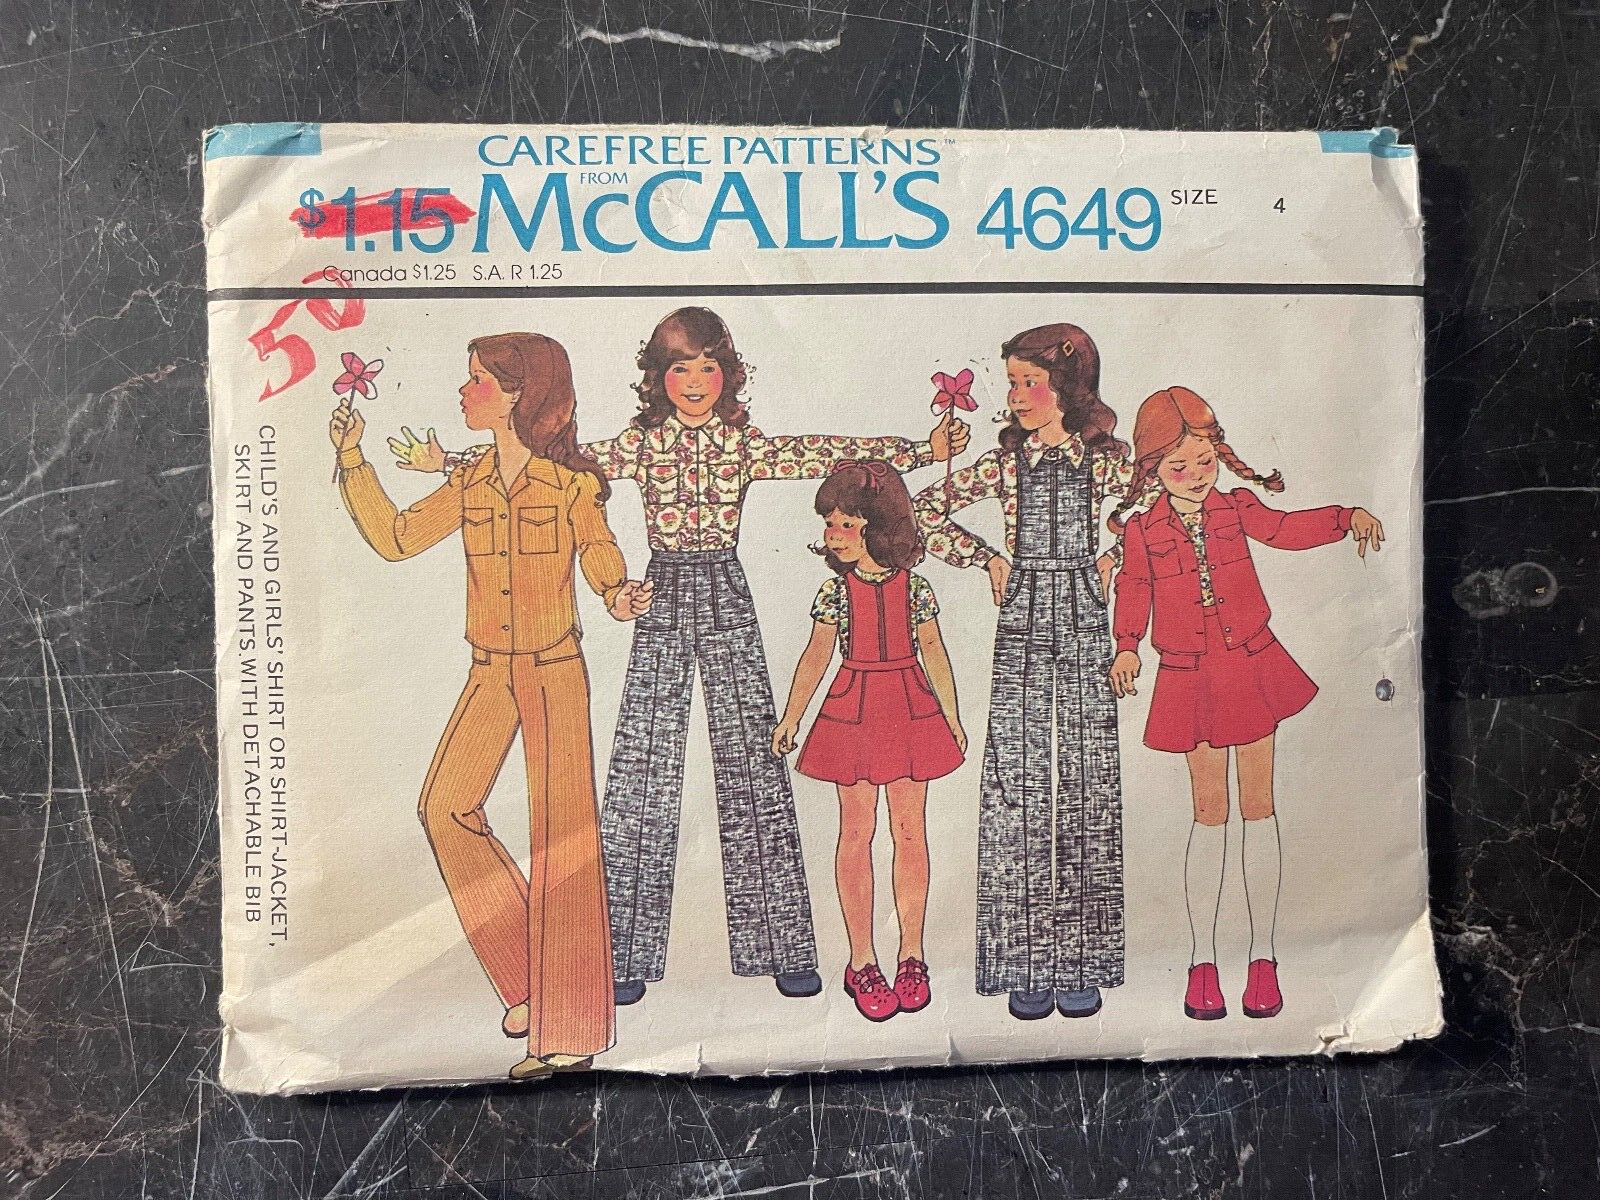 CAREFREE PATTERNS™
FROM
$1.15 McCALL'S 4649 SIZE 4
Canada $1.25 S.A. R 1.25
50
CHILD'S AND GIRLS' SHIRT OR SHIRT-JACKET,
SKIRT AND PANTS.WITH DETACHABLE BIB